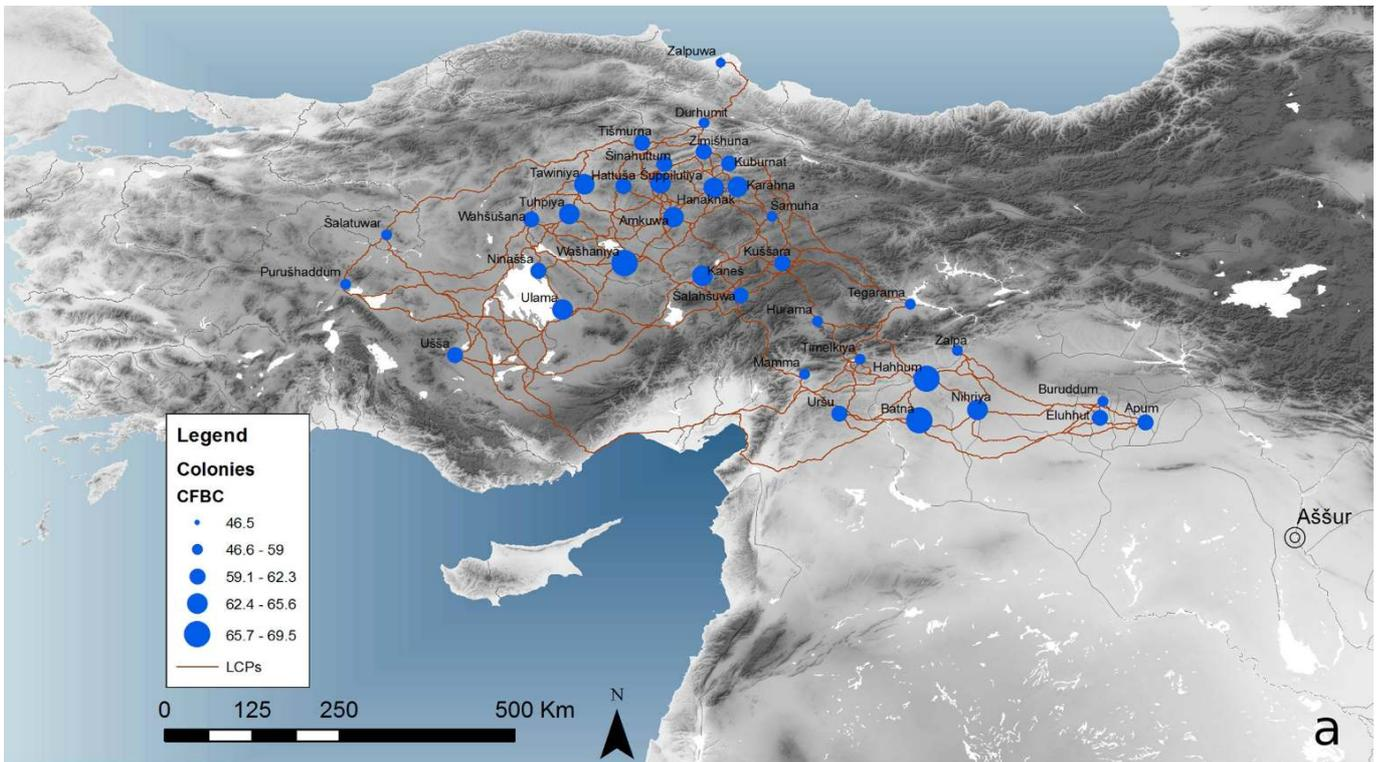 Zalpuwa
Durhumit
Tišmurna
Zimišhuna
Šinahuttum
Kuburnat
Tawiniya
Hattuša Šuppiluliya
Karahna
Hanaknak
Tuhpiya
Wahšušana
Amkuwa
Šamuha
Šalatuwar
Wašhaniya
Kuššara
Ninašša
Kaneš
Purušhaddum
Ulama
Salahšuwa
Tegarama
Hurama
Ušša
Timelkiya
Zalpa
Mamma
Hahhum
Buruddum
Nihriya
Uršu
Batna
Eluhhut
Apum
Aššur
Legend
Colonies
CFBC
46.5
46.6 - 59
59.1 - 62.3
62.4 - 65.6
65.7 - 69.5
LCPs
0 125 250 500 Km
N
a